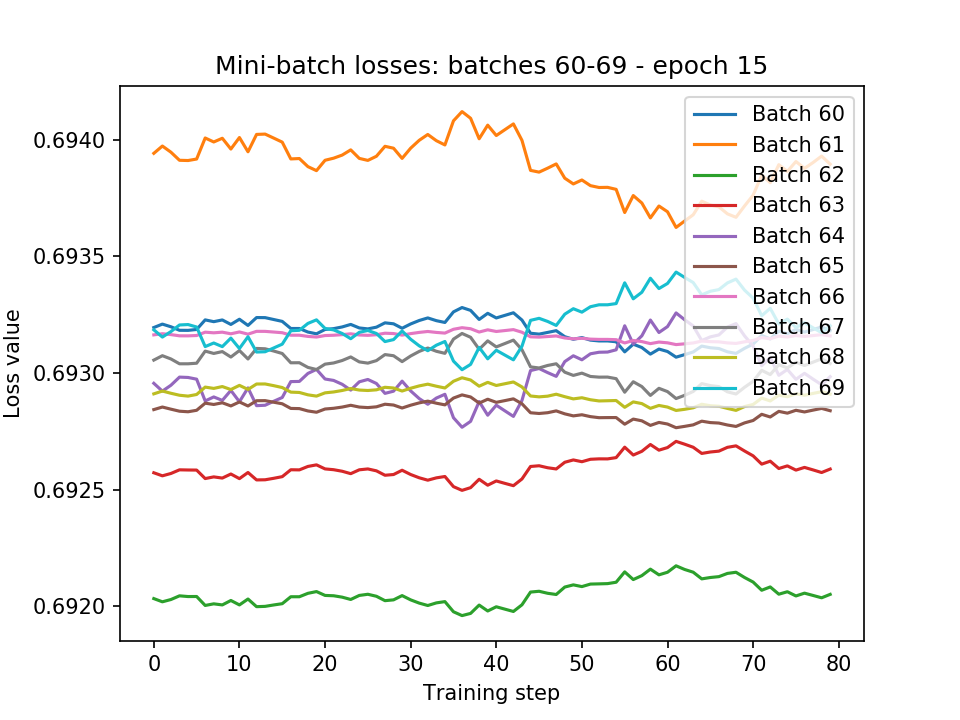 Mini-batch losses: batches 60-69 - epoch 15
0.6940
0.6935
0.6930
0.6925
0.6920
Loss value
Batch 60
Batch 61
Batch 62
Batch 63
Batch 64
Batch 65
Batch 66
Batch 67
Batch 68
Batch 69
0 10 20 30 40 50 60 70 80
Training step